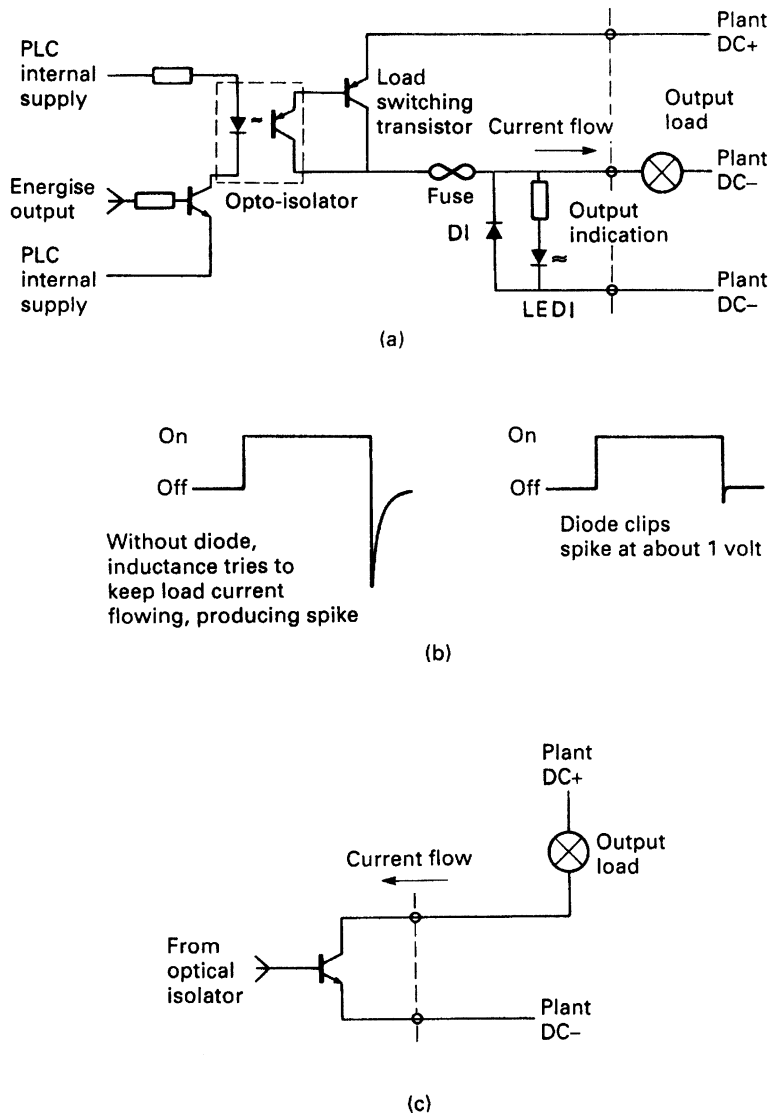 Plant
DC+
PLC
internal
supply
Load
switching
transistor
Output
load
Current flow
Plant
DC–
Energise
output
Opto-isolator
Fuse
DI
Output
indication
PLC
internal
supply
LEDI
Plant
DC–
(a)
On
Off
Without diode,
inductance tries to
keep load current
flowing, producing spike
On
Off
Diode clips
spike at about 1 volt
(b)
Plant
DC+
Output
load
Current flow
From
optical
isolator
Plant
DC–
(c)